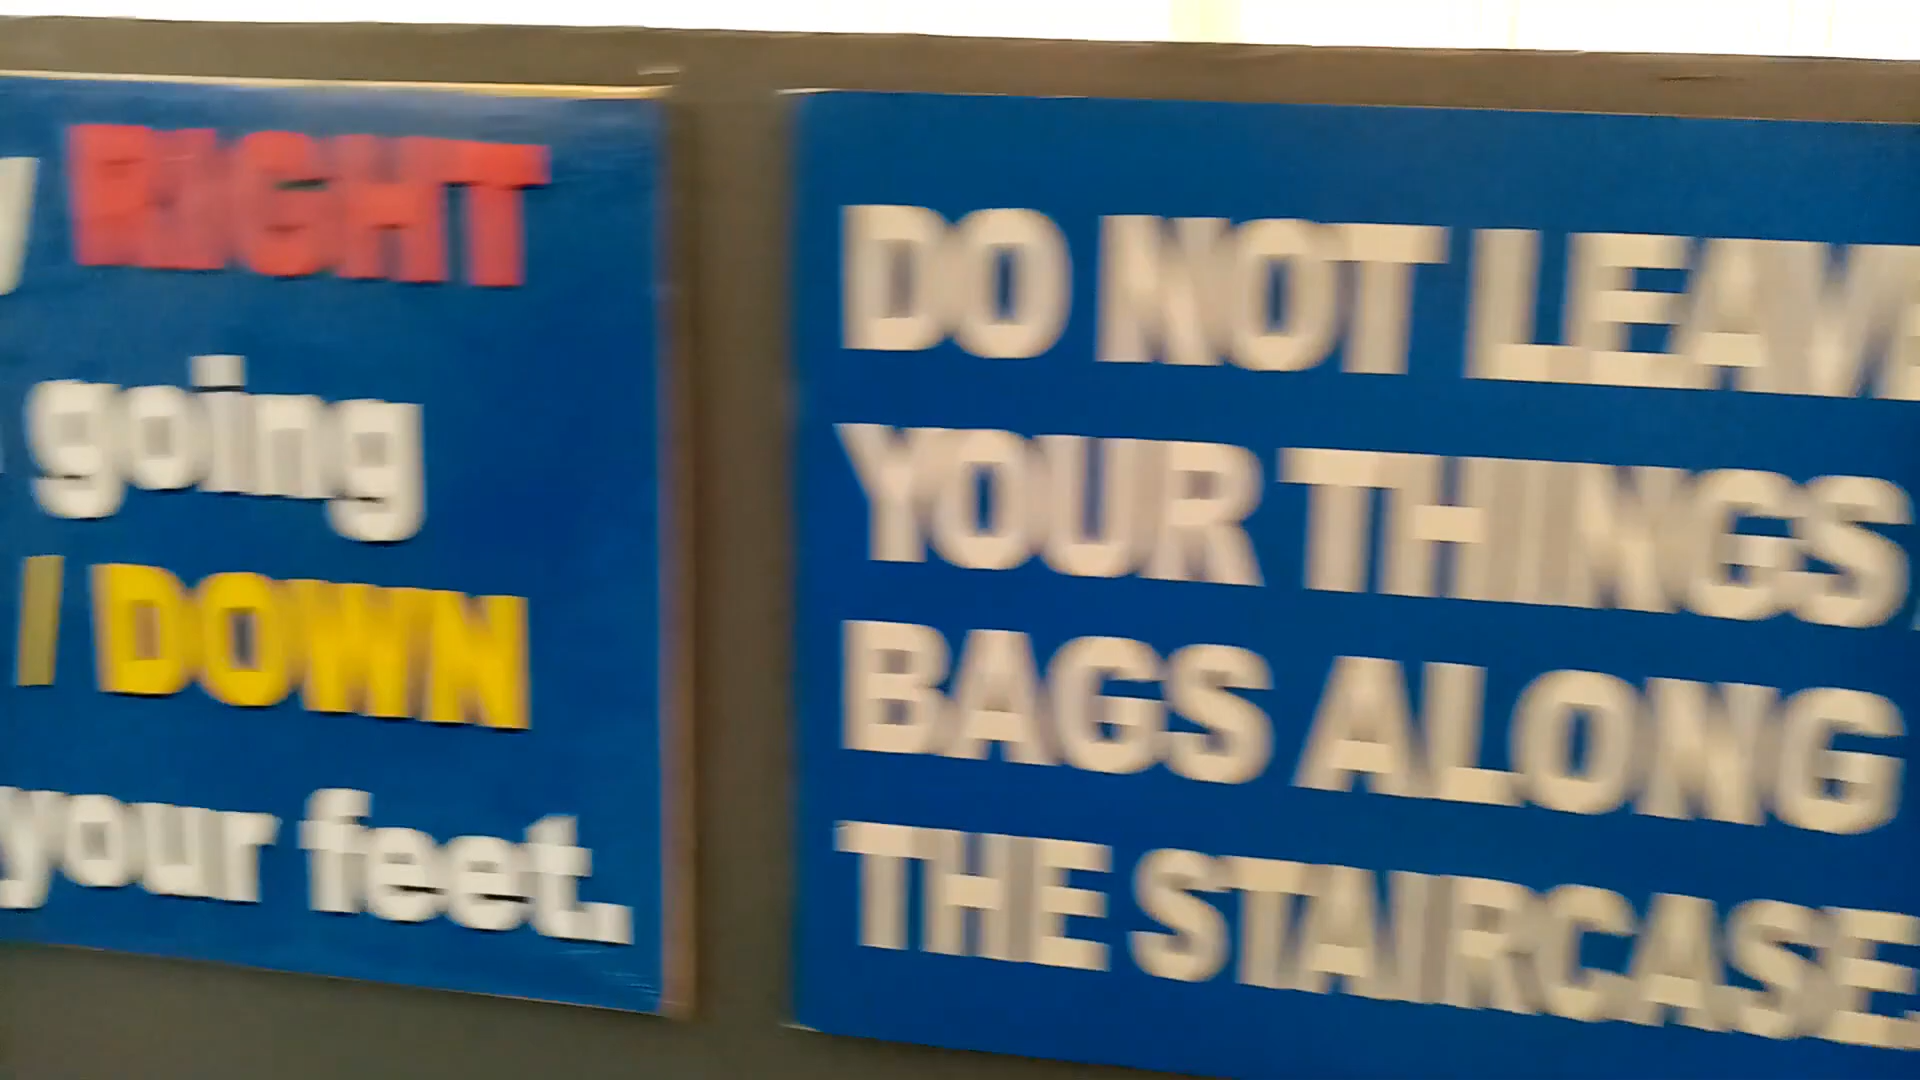 RIGHT
going
/ DOWN
your feet.
DO NOT LEAVE
YOUR THINGS
BAGS ALONG
THE STAIRCASE